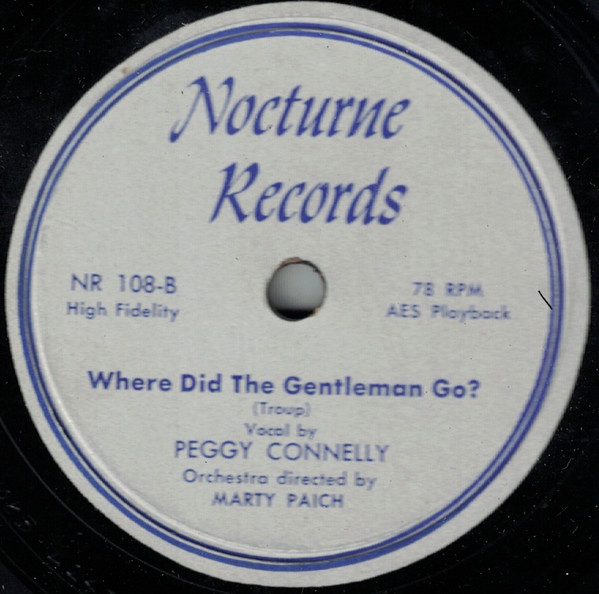 Nocturne
Records
NR 108-B
High Fidelity
78 RPM
AES Playback
Where Did The Gentleman Go?
(Troup)
Vocal by
PEGGY CONNELLY
Orchestra directed by
MARTY PAICH